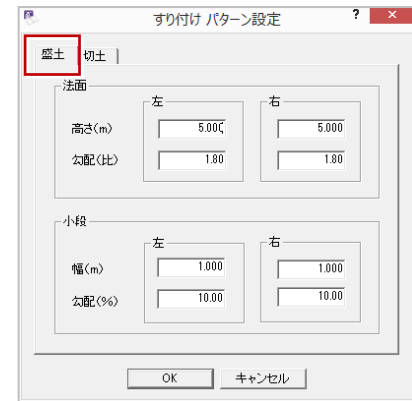 すり付け パターン設定 ? ×
盛土 切土
法面
左 右
高さ(m) 5.000 5.000
勾配(比) 1.80 1.80
小段
左 右
幅(m) 1.000 1.000
勾配(%) 10.00 10.00
OK キャンセル